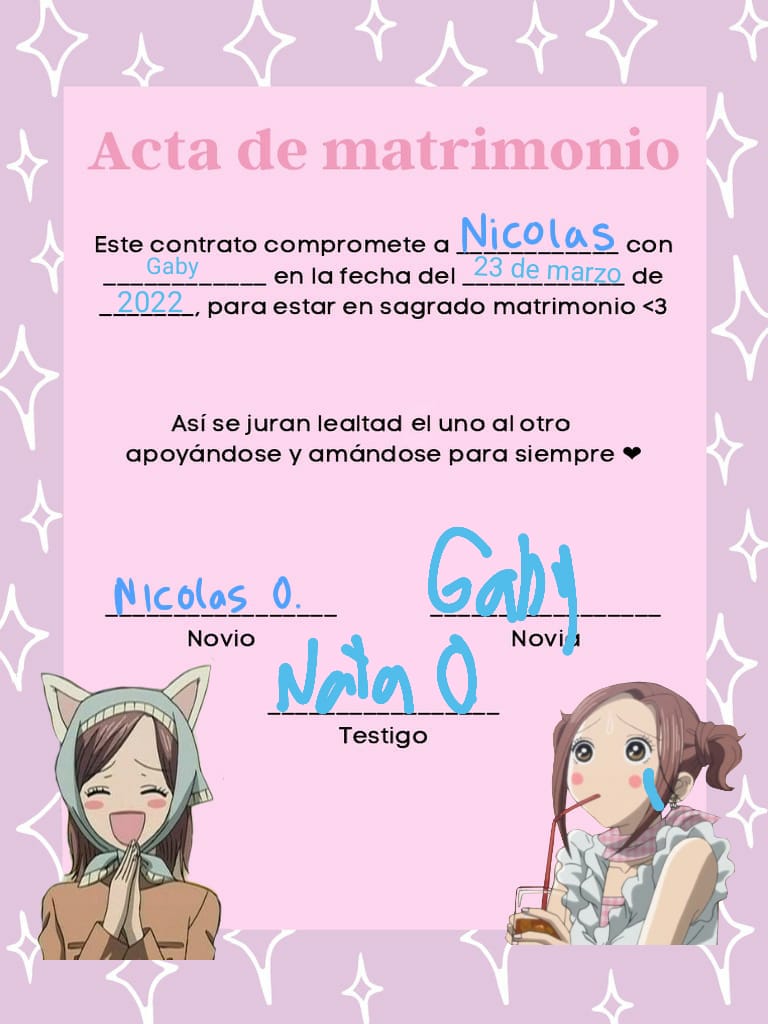 Acta de matrimonio
Este contrato compromete a Nicolas con
Gaby en la fecha del 23 de marzo de
2022, para estar en sagrado matrimonio <3
Así se juran lealtad el uno al otro
apoyándose y amándose para siempre ❤
Nicolas O. Gaby
Novio Novia
Nata O
Testigo